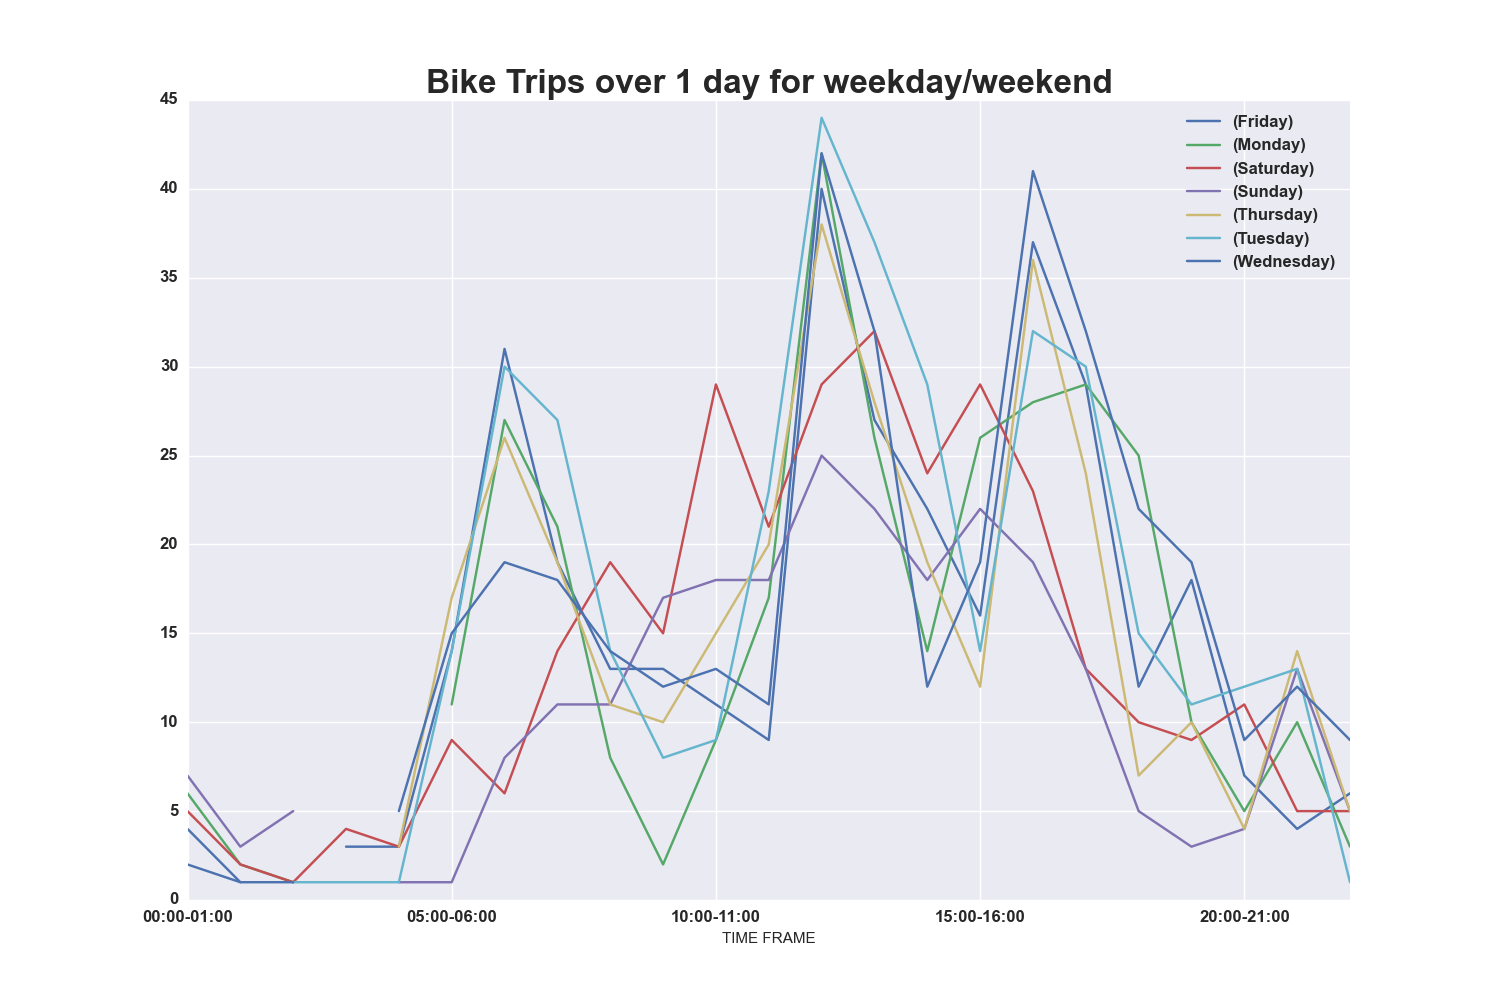 Bike Trips over 1 day for weekday/weekend
45
40
35
30
25
20
15
10
5
0
(Friday)
(Monday)
(Saturday)
(Sunday)
(Thursday)
(Tuesday)
(Wednesday)
00:00-01:00 05:00-06:00 10:00-11:00 15:00-16:00 20:00-21:00
TIME FRAME